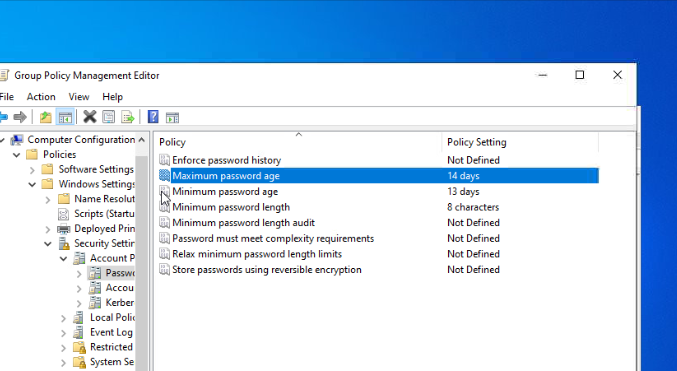 Group Policy Management Editor
File Action View Help
Computer Configuration
Policies
Software Settings
Windows Settings
Name Resolut
Scripts (Startu
Deployed Prin
Security Settin
Account P
Passwo
Accou
Kerber
Local Polic
Event Log
Restricted
System Se
Policy Policy Setting
Enforce password history Not Defined
Maximum password age 14 days
Minimum password age 13 days
Minimum password length 8 characters
Minimum password length audit Not Defined
Password must meet complexity requirements Not Defined
Relax minimum password length limits Not Defined
Store passwords using reversible encryption Not Defined